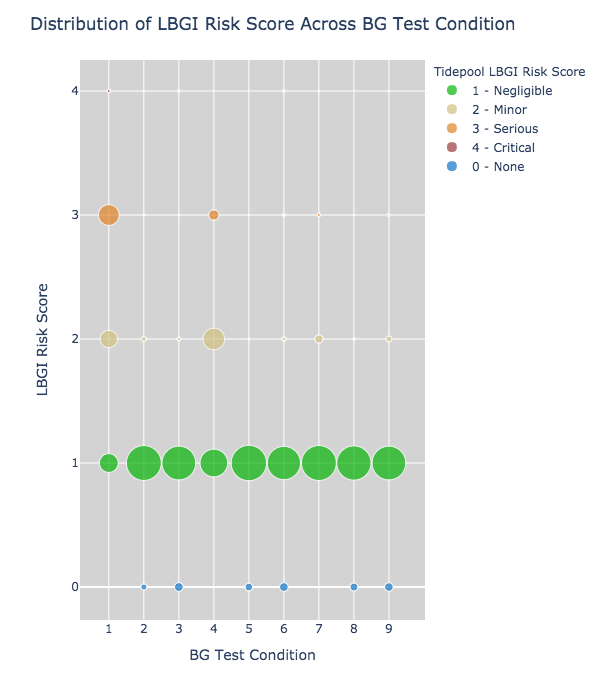 Distribution of LBGI Risk Score Across BG Test Condition
Tidepool LBGI Risk Score
1 - Negligible
2 - Minor
3 - Serious
4 - Critical
0 - None
LBGI Risk Score
4
3
2
1
0
1 2 3 4 5 6 7 8 9
BG Test Condition